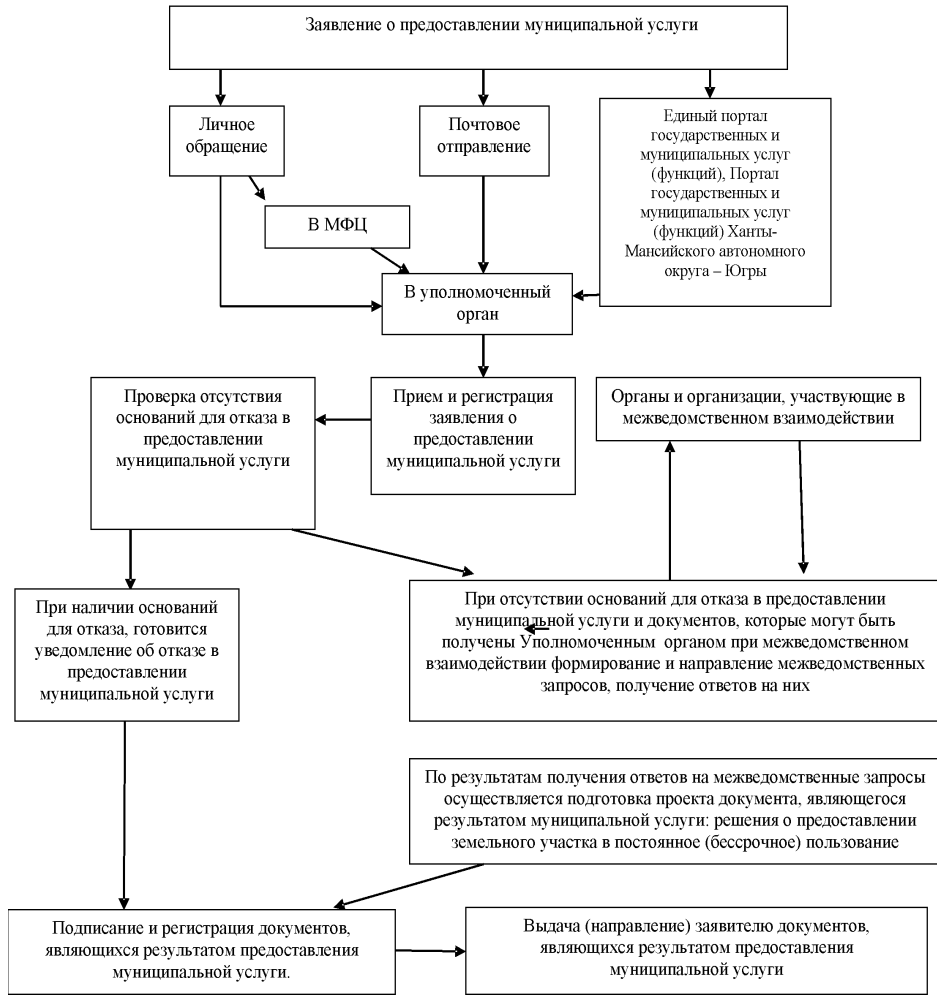 Заявление о предоставлении муниципальной услуги
Личное
обращение
Почтовое
отправление
Единый портал
государственных и
муниципальных услуг
(функций), Портал
государственных и
муниципальных услуг
(функций) Ханты-
Мансийского автономного
округа – Югры
В МФЦ
В уполномоченный
орган
Проверка отсутствия
оснований для отказа в
предоставлении
муниципальной услуги
Прием и регистрация
заявления о
предоставлении
муниципальной услуги
Органы и организации, участвующие в
межведомственном взаимодействии
При наличии оснований
для отказа, готовится
уведомление об отказе в
предоставлении
муниципальной услуги
При отсутствии оснований для отказа в предоставлении
муниципальной услуги и документов, которые могут быть
получены Уполномоченным органом при межведомственном
взаимодействии формирование и направление межведомственных
запросов, получение ответов на них
По результатам получения ответов на межведомственные запросы
осуществляется подготовка проекта документа, являющегося
результатом муниципальной услуги: решения о предоставлении
земельного участка в постоянное (бессрочное) пользование
Подписание и регистрация документов,
являющихся результатом предоставления
муниципальной услуги.
Выдача (направление) заявителю документов,
являющихся результатом предоставления
муниципальной услуги